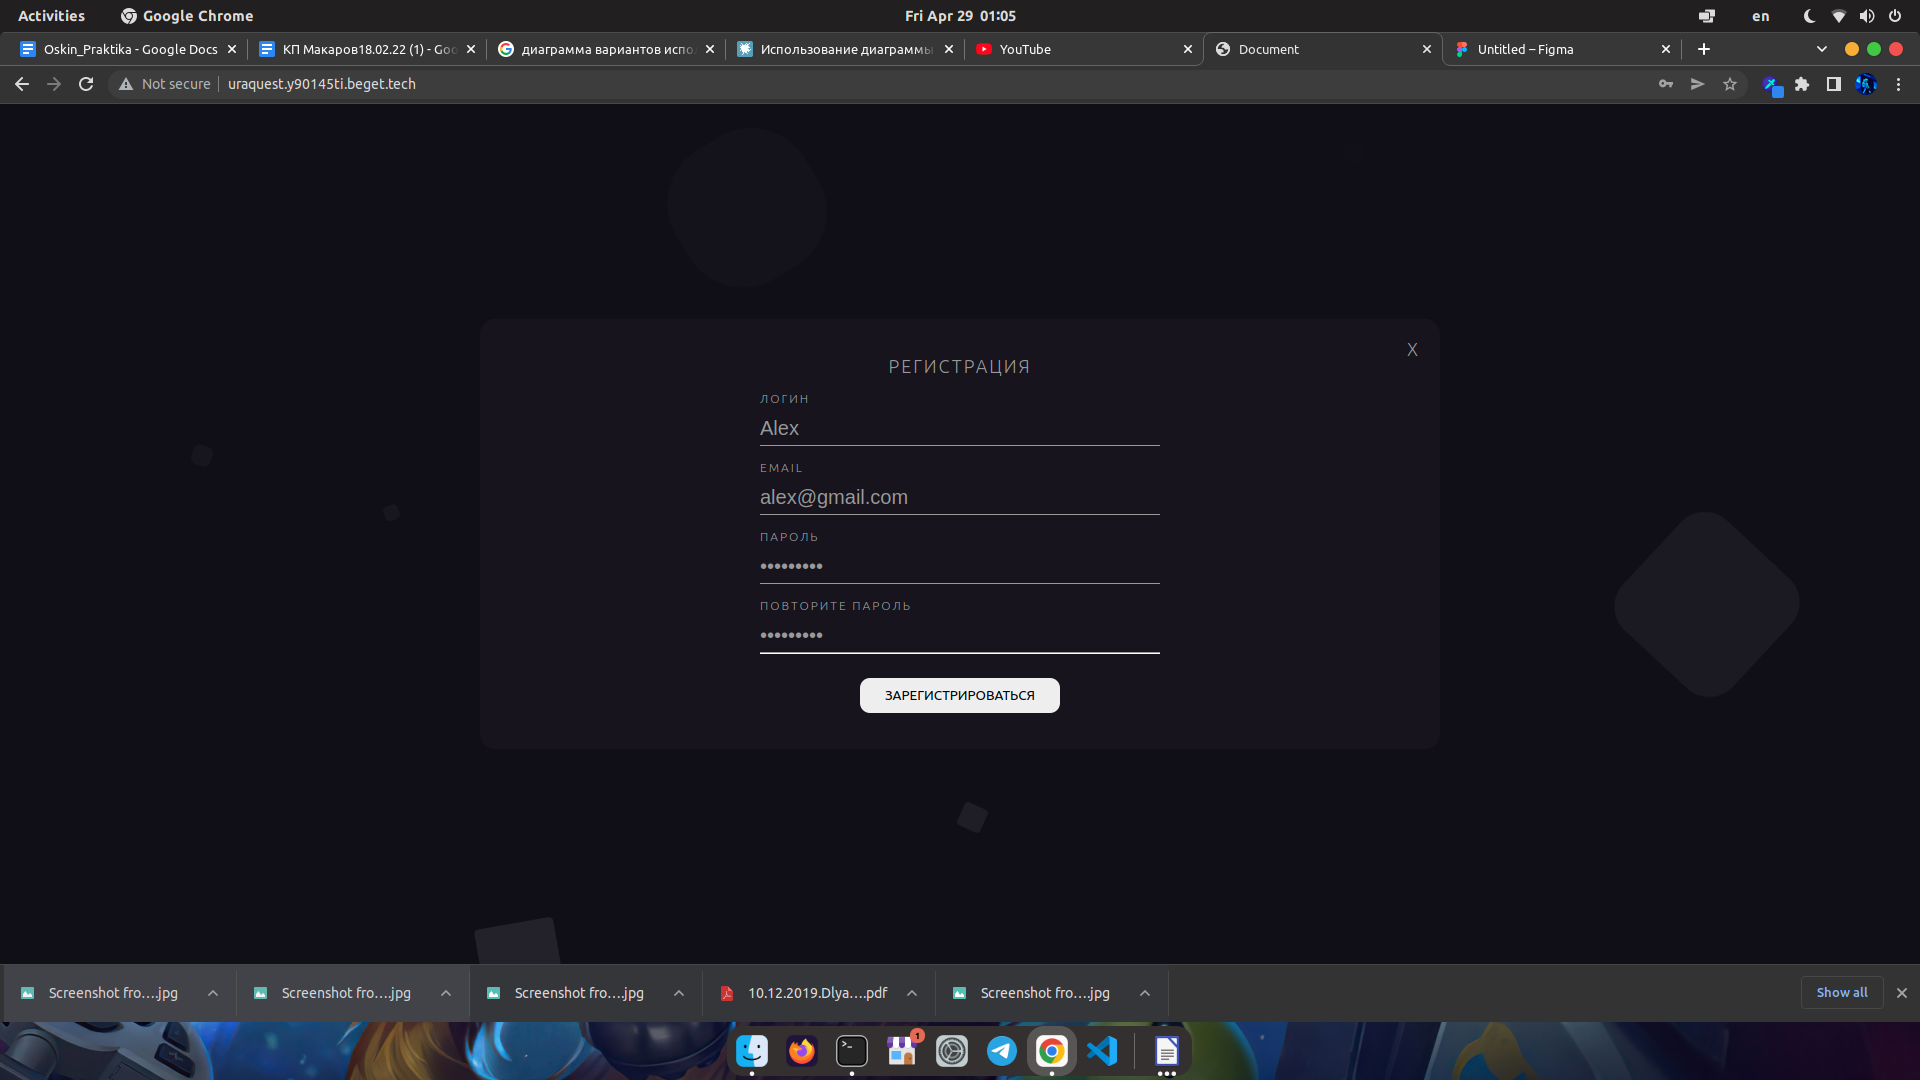 Activities
Google Chrome
Fri Apr 29 01:05
en
Oskin_Praktika - Google Docs
КП Макаров18.02.22 (1) - Goo
диаграмма вариантов испол
Использование диаграммы
YouTube
Document
Untitled – Figma
Not secure
uraquest.y90145ti.beget.tech
X
РЕГИСТРАЦИЯ
ЛОГИН
Alex
EMAIL
alex@gmail.com
ПАРОЛЬ
•••••••••
ПОВТОРИТЕ ПАРОЛЬ
•••••••••
ЗАРЕГИСТРИРОВАТЬСЯ
Screenshot fro....jpg
Screenshot fro....jpg
Screenshot fro....jpg
10.12.2019.Dlya....pdf
Screenshot fro....jpg
Show all
1